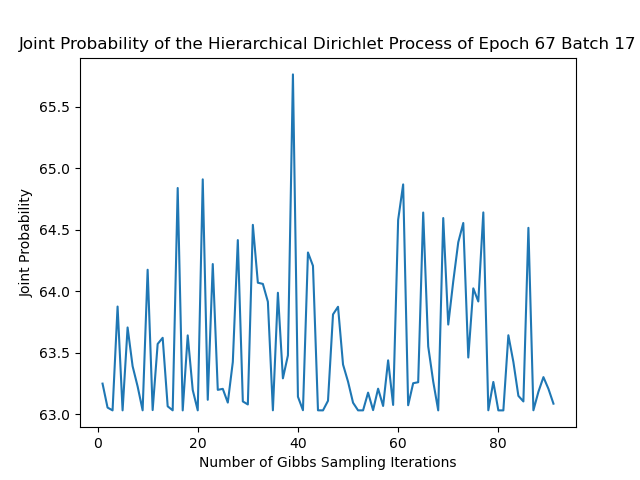 Joint Probability of the Hierarchical Dirichlet Process of Epoch 67 Batch 17
65.5
65.0
64.5
64.0
63.5
63.0
Joint Probability
0 20 40 60 80
Number of Gibbs Sampling Iterations